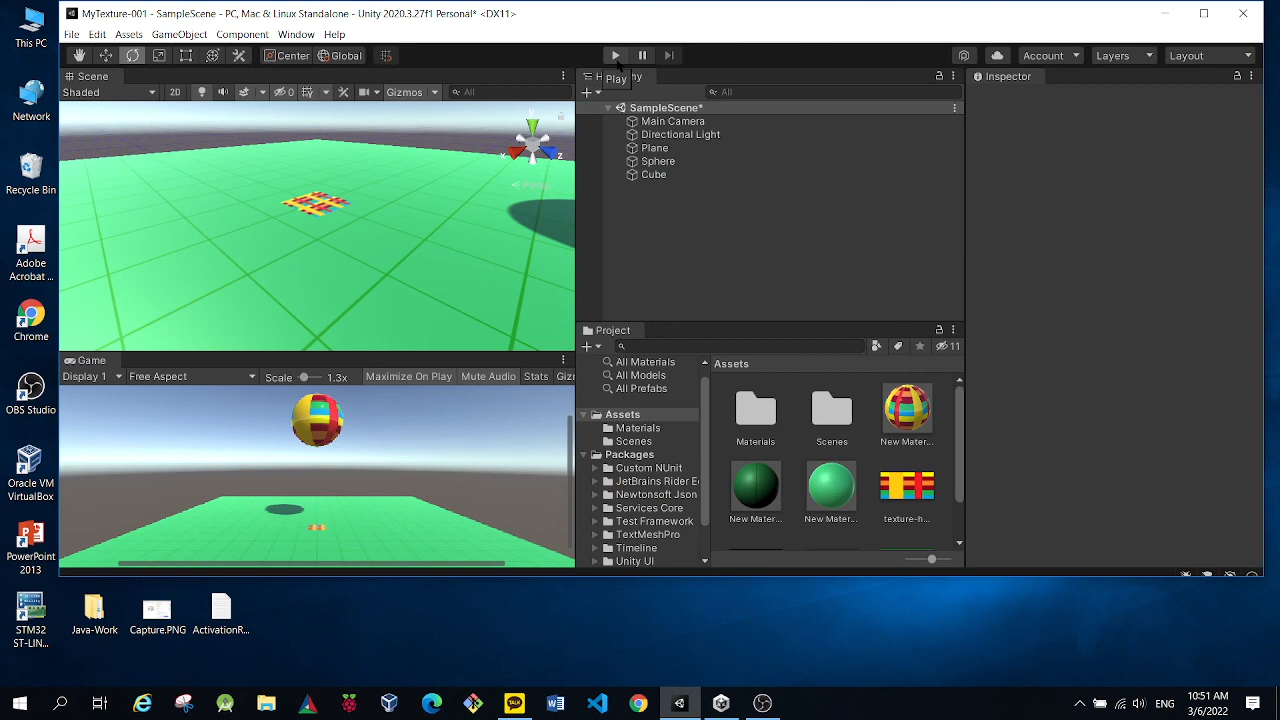 This PC
Network
Recycle Bin
Adobe
Acrobat ...
Chrome
OBS Studio
Oracle VM
VirtualBox
PowerPoint
2013
STM32
ST-LIN...
Java-Work
Capture.PNG
ActivationR...
MyTexture-001 - SampleScene - PC, Mac & Linux Standalone - Unity 2020.3.27f1 Personal* <DX11>
File Edit Assets GameObject Component Window Help
Center Global Account Layers Layout
Play
Scene
Shaded 2D 0 Gizmos All
y
x z
Persp
Game
Display 1 Free Aspect Scale 1.3x Maximize On Play Mute Audio Stats Giz
H
hy
All
SampleScene*
Main Camera
Directional Light
Plane
Sphere
Cube
Inspector
Project
11
All Materials
All Models
All Prefabs
Assets
Materials
Scenes
Packages
Custom NUnit
JetBrains Rider E
Newtonsoft Json
Services Core
Test Framework
TextMeshPro
Timeline
Unity UI
Assets
Materials Scenes New Mater...
New Mater... New Mater... texture-h...
ENG
10:51 AM
3/6/2022
TALK